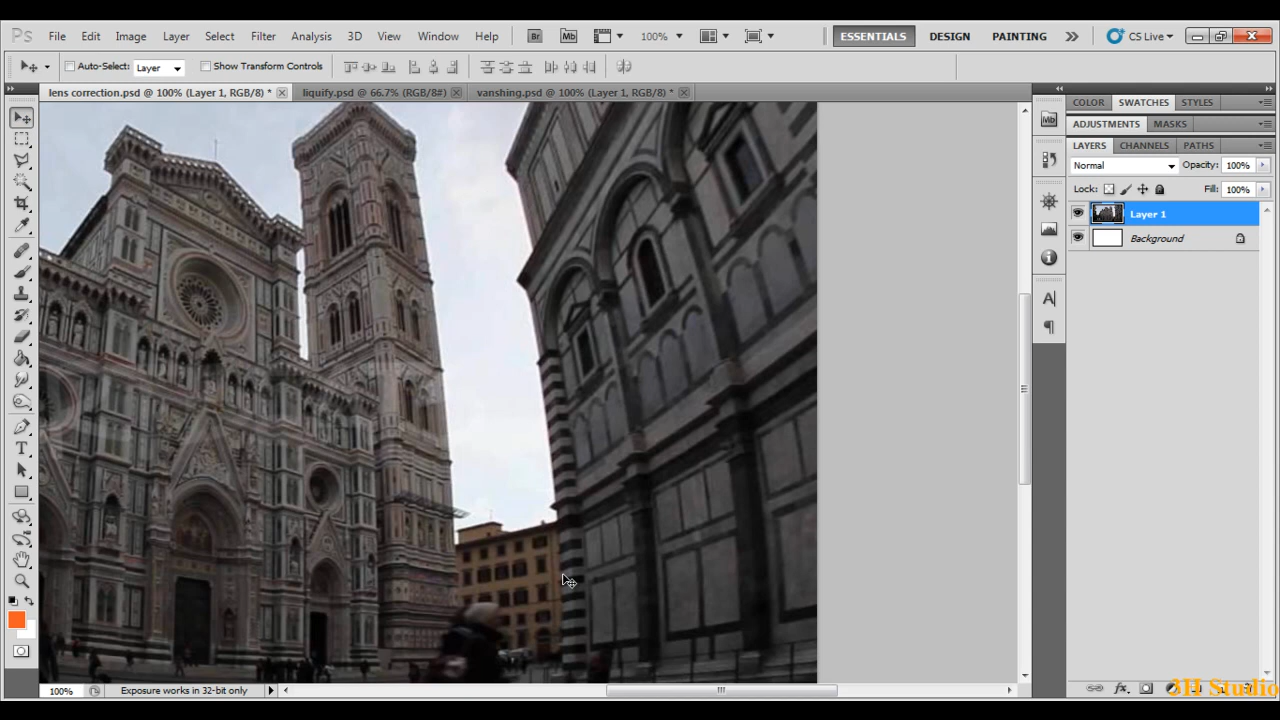 Ps File Edit Image Layer Select Filter Analysis 3D View Window Help Br Mb 100% ESSENTIALS DESIGN PAINTING CS Live
Auto-Select: Layer Show Transform Controls
lens correction.psd @ 100% (Layer 1, RGB/8) * liquify.psd @ 66.7% (RGB/8#) vanshing.psd @ 100% (Layer 1, RGB/8) *
COLOR SWATCHES STYLES
Mb
ADJUSTMENTS MASKS
LAYERS CHANNELS PATHS
Normal Opacity: 100%
Lock: Fill: 100%
Layer 1
Background
A
T
100% Exposure works in 32-bit only
fx
3H Studio